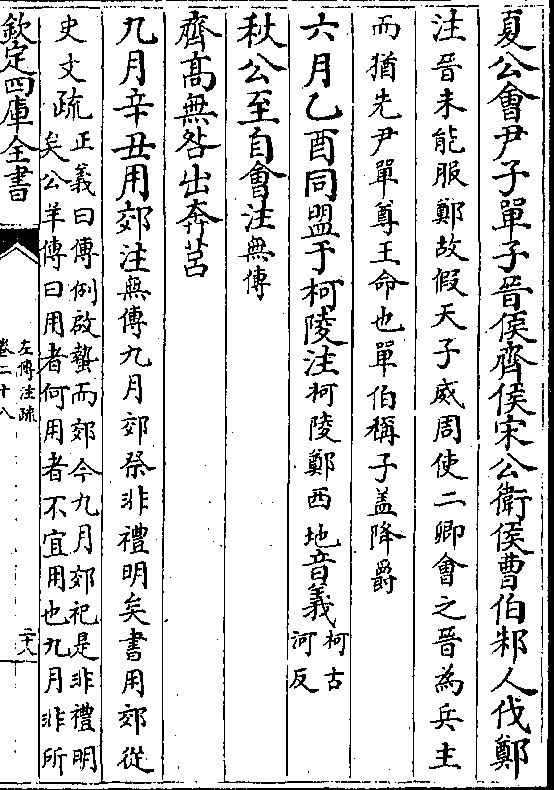 夏公會尹子單子晉侯齊侯宋公衛侯曹伯邾人伐鄭
注晉未能服鄭故假天子威周使二卿會之晉為兵主
而猶先尹單尊王命也單伯稱子葢降爵
六月乙酉同盟于柯陵注柯陵鄭西地音義柯古
河反
秋公至自會注無傳
齊高無咎出奔莒
九月辛丑用郊注無傳九月郊祭非禮明矣書用郊從
史文疏正義曰傳例啟蟄而郊今九月郊祀是非禮明
矣公羊傳曰用者何用者不宜用也九月非所
欽定四庫全書
左傳注疏
卷二十八
二十八